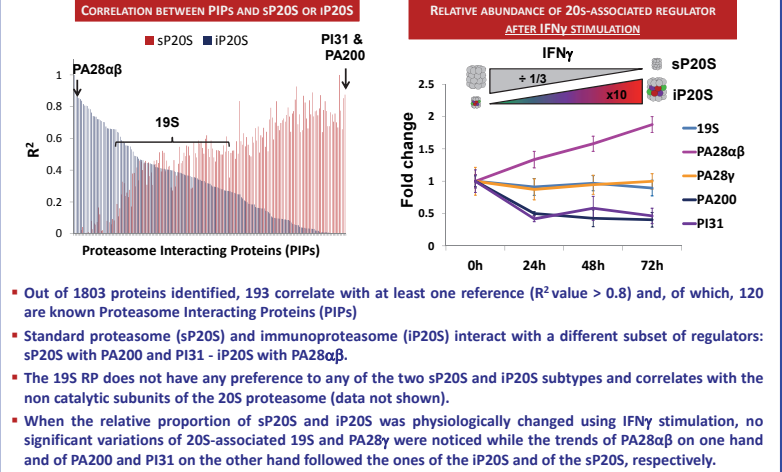 CORRELATION BETWEEN PIPS AND SP20S OR IP20S
sP20S iP20S
PI31 &
PA200
PA28αβ
1
0.8
0.6
0.4
0.2
0
19S
R²
Proteasome Interacting Proteins (PIPs)
RELATIVE ABUNDANCE OF 20S-ASSOCIATED REGULATOR
AFTER IFNγ STIMULATION
IFNγ
÷ 1/3
x10
sP20S
iP20S
2.5
2
1.5
1
0.5
0
Fold change
0h 24h 48h 72h
19S
PA28αβ
PA28γ
PA200
PI31
▪ Out of 1803 proteins identified, 193 correlate with at least one reference (R² value > 0.8) and, of which, 120
are known Proteasome Interacting Proteins (PIPs)
▪ Standard proteasome (sP20S) and immunoproteasome (iP20S) interact with a different subset of regulators:
sP20S with PA200 and PI31 - iP20S with PA28αβ.
▪ The 19S RP does not have any preference to any of the two sP20S and iP20S subtypes and correlates with the
non catalytic subunits of the 20S proteasome (data not shown).
▪ When the relative proportion of sP20S and iP20S was physiologically changed using IFNγ stimulation, no
significant variations of 20S-associated 19S and PA28γ were noticed while the trends of PA28αβ on one hand
and of PA200 and PI31 on the other hand followed the ones of the iP20S and of the sP20S, respectively.